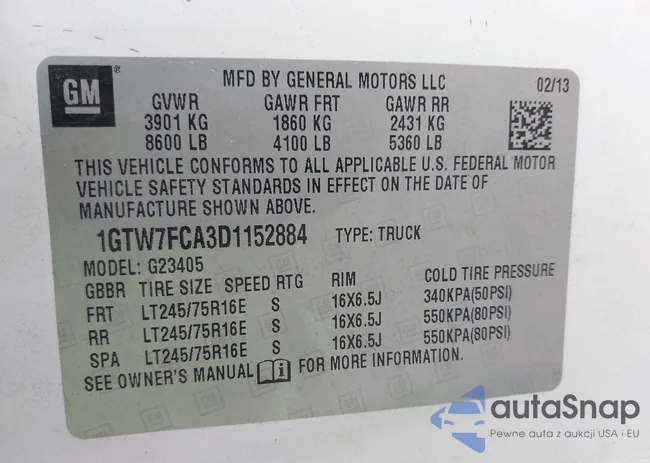 GM®
MFD BY GENERAL MOTORS LLC 02/13
GVWR GAWR FRT GAWR RR
3901 KG 1860 KG 2431 KG
8600 LB 4100 LB 5360 LB
THIS VEHICLE CONFORMS TO ALL APPLICABLE U.S. FEDERAL MOTOR
VEHICLE SAFETY STANDARDS IN EFFECT ON THE DATE OF
MANUFACTURE SHOWN ABOVE.
1GTW7FCA3D1152884 TYPE: TRUCK
MODEL: G23405
GBBR TIRE SIZE SPEED RTG RIM COLD TIRE PRESSURE
FRT LT245/75R16E S 16X6.5J 340KPA(50PSI)
RR LT245/75R16E S 16X6.5J 550KPA(80PSI)
SPA LT245/75R16E S 16X6.5J 550KPA(80PSI)
SEE OWNER'S MANUAL i FOR MORE INFORMATION.
autaSnap
Pewne auta z aukcji USA i EU